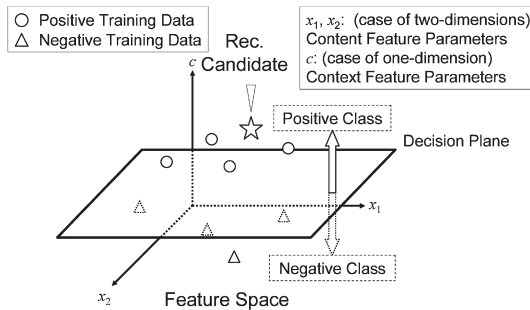 Positive Training Data
Negative Training Data
Rec.
Candidate
x₁, x₂: (case of two-dimensions)
Content Feature Parameters
c: (case of one-dimension)
Context Feature Parameters
c
Positive Class
Decision Plane
x₁
Negative Class
x₂
Feature Space